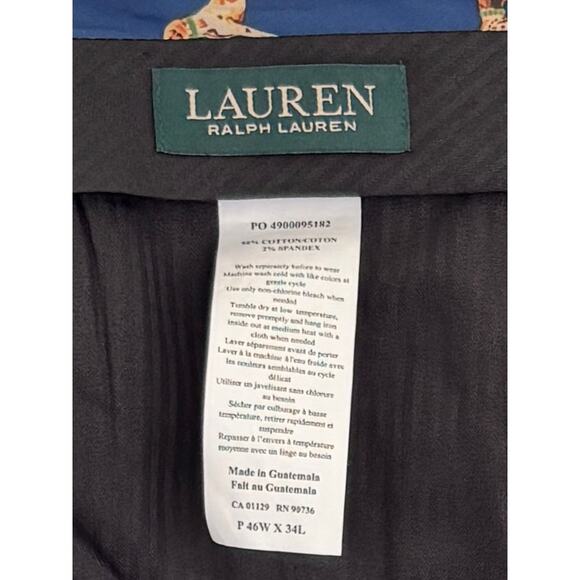 LAUREN
RALPH LAUREN
PO 4900095182
98% COTTON/COTON
2% SPANDEX
Wash separately before to wear
Machine wash cold with like colors at
gentle cycle
Use only non-chlorine bleach when
needed
Tumble dry at low temperature,
remove promptly and hang iron
inside out at medium heat with a
cloth when needed
Laver séparément avant de porter
Laver à la machine à l'eau fraîde avec
les couleurs semblables au cycle
délicat
Utiliser un javelisant sans chlorure
au besoin
Sécher par culbutage à basse
température, retirer rapidement et
suspendre
Repasser à l'envers à température
moyenne avec un linge au besoin
Made in Guatemala
Fait au Guatemala
CA 01129 RN 90736
P 46W X 34L